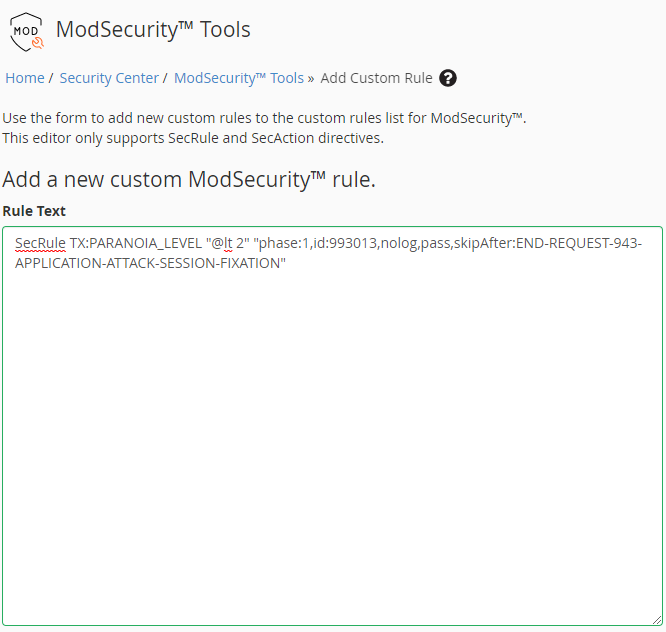 MOD
ModSecurity™ Tools
Home / Security Center / ModSecurity™ Tools » Add Custom Rule ?
Use the form to add new custom rules to the custom rules list for ModSecurity™.
This editor only supports SecRule and SecAction directives.
Add a new custom ModSecurity™ rule.
Rule Text
SecRule TX:PARANOIA_LEVEL "@lt 2" "phase:1,id:993013,nolog,pass,skipAfter:END-REQUEST-943-
APPLICATION-ATTACK-SESSION-FIXATION"